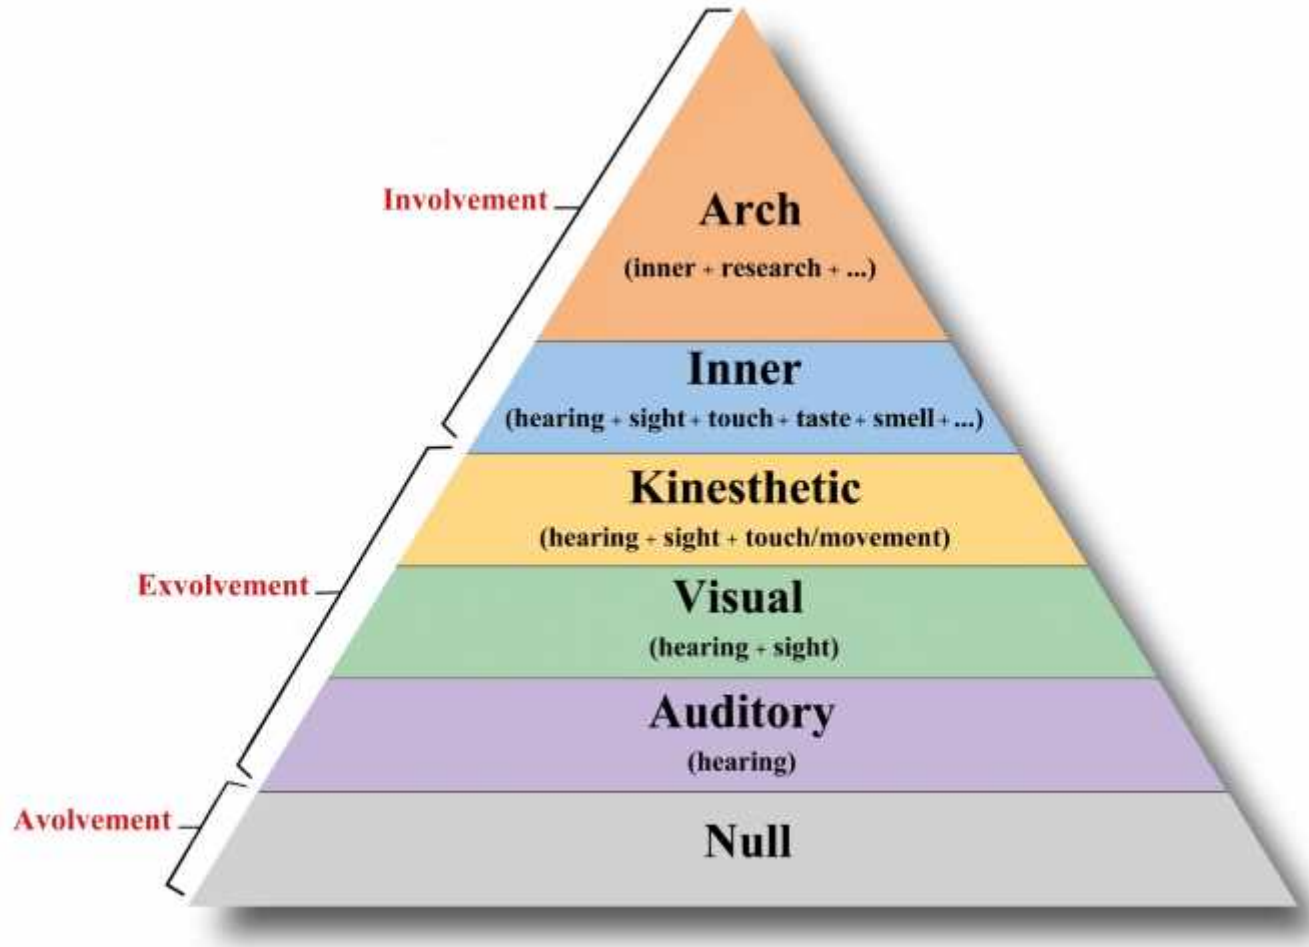 Involvement
Arch
(inner + research + ...)
Inner
(hearing + sight + touch + taste + smell + ...)
Kinesthetic
(hearing + sight + touch/movement)
Exvolvement
Visual
(hearing + sight)
Auditory
(hearing)
Avolvement
Null